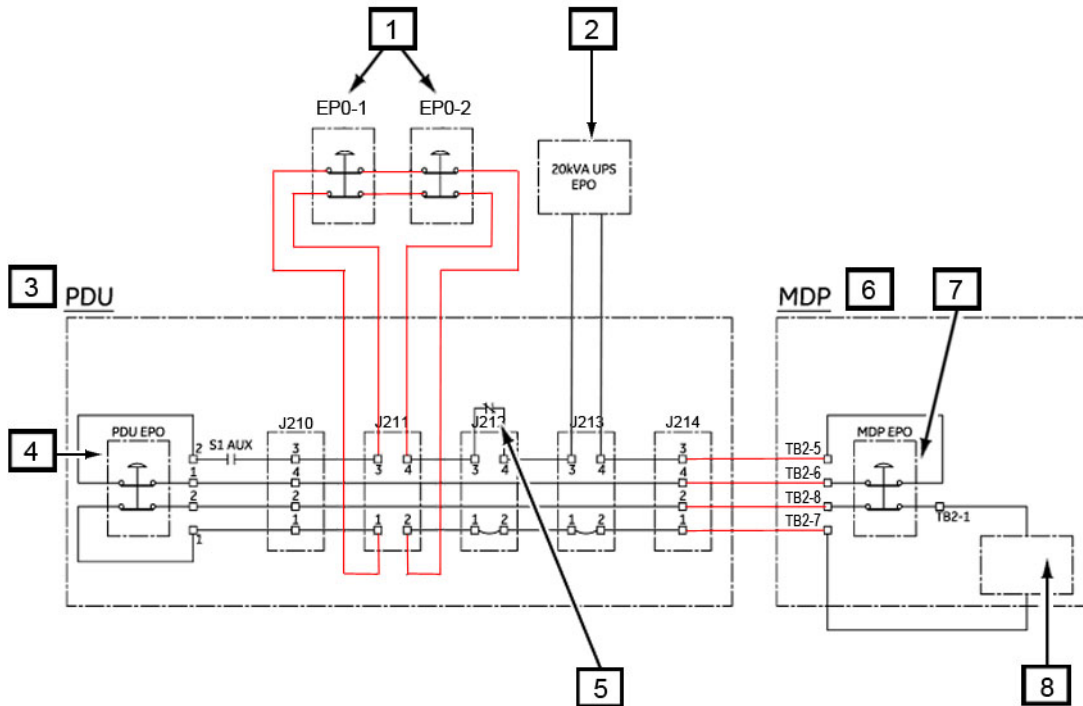 1
2
EP0-1
EP0-2
20kVA UPS
EPO
3
PDU
MDP
6
7
4
PDU EPO
2
S1 AUX
J210
3
J211
3
4
J212
3
4
J213
3
4
J214
3
TB2-5
MDP EPO
1
4
4
TB2-6
2
2
2
TB2-8
TB2-1
1
1
1
2
1
2
1
2
1
TB2-7
5
8